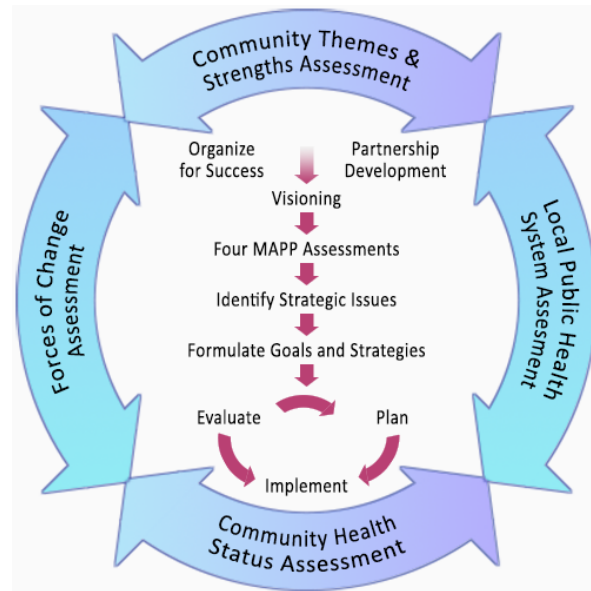 Community Themes &
Strengths Assessment
Organize
for Success
Partnership
Development
Visioning
Four MAPP Assessments
Identify Strategic Issues
Formulate Goals and Strategies
Evaluate
Plan
Implement
Forces of Change
Assessment
Local Public Health
System Assesment
Community Health
Status Assessment